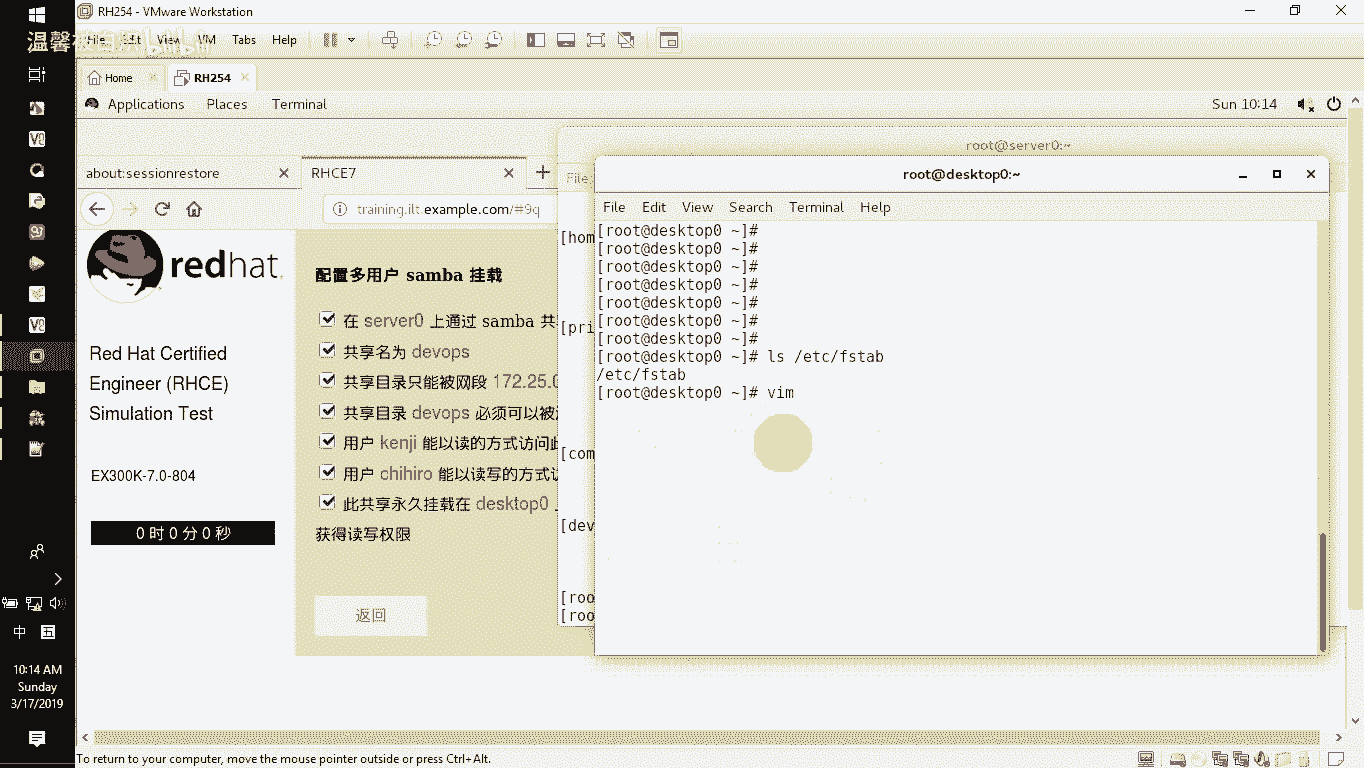 RH254 - VMware Workstation
温馨
File Edit View VM Tabs Help
Home
RH254
Applications Places Terminal
Sun 10:14
root@server0:~
about:sessionrestore
RHCE7
File
training.ilt.example.com/#9q
redhat.
Red Hat Certified
Engineer (RHCE)
Simulation Test
EX300K-7.0-804
0 时 0 分 0 秒
配置多用户 samba 挂载
在 server0 上通过 samba 共
共享名为 devops
共享目录只能被网段 172.25.0
共享目录 devops 必须可以被
用户 kenji 能以读的方式访问此
用户 chihiro 能以读写的方式
此共享永久挂载在 desktop0
获得读写权限
返回
[hom
[pri
[com
[dev
[roo
[roo
root@desktop0:~
File Edit View Search Terminal Help
[root@desktop0 ~]#
[root@desktop0 ~]#
[root@desktop0 ~]#
[root@desktop0 ~]#
[root@desktop0 ~]#
[root@desktop0 ~]#
[root@desktop0 ~]#
[root@desktop0 ~]# ls /etc/fstab
/etc/fstab
[root@desktop0 ~]# vim
中
五
10:14 AM
Sunday
3/17/2019
To return to your computer, move the mouse pointer outside or press Ctrl+Alt.